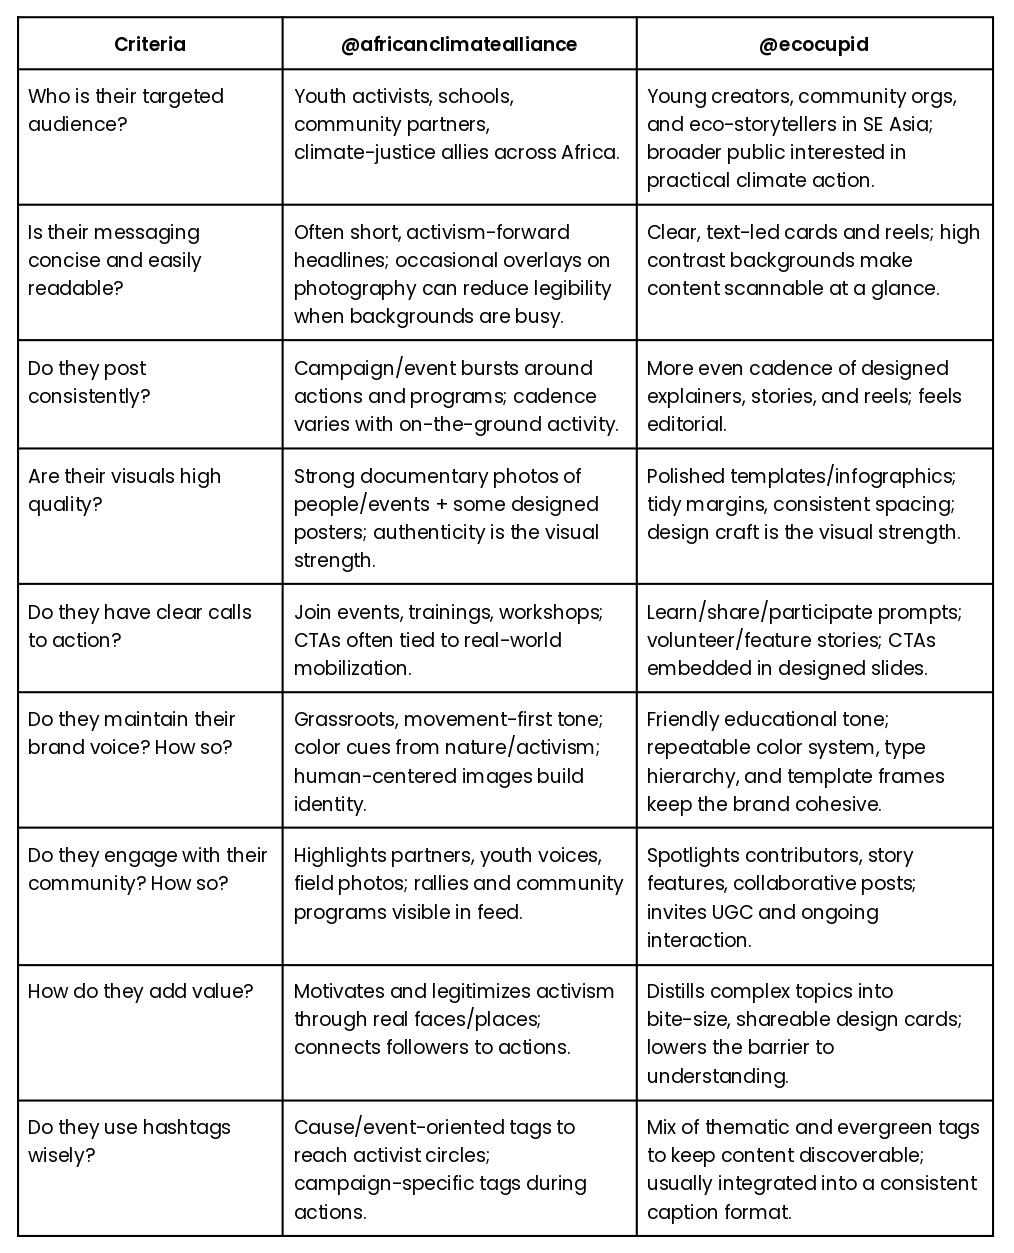 Criteria
@africanclimatealliance
@ecocupid
Who is their targeted
audience?
Youth activists, schools,
community partners,
climate-justice allies across Africa.
Young creators, community orgs,
and eco-storytellers in SE Asia;
broader public interested in
practical climate action.
Is their messaging
concise and easily
readable?
Often short, activism-forward
headlines; occasional overlays on
photography can reduce legibility
when backgrounds are busy.
Clear, text-led cards and reels; high
contrast backgrounds make
content scannable at a glance.
Do they post
consistently?
Campaign/event bursts around
actions and programs; cadence
varies with on-the-ground activity.
More even cadence of designed
explainers, stories, and reels; feels
editorial.
Are their visuals high
quality?
Strong documentary photos of
people/events + some designed
posters; authenticity is the visual
strength.
Polished templates/infographics;
tidy margins, consistent spacing;
design craft is the visual strength.
Do they have clear calls
to action?
Join events, trainings, workshops;
CTAs often tied to real-world
mobilization.
Learn/share/participate prompts;
volunteer/feature stories; CTAs
embedded in designed slides.
Do they maintain their
brand voice? How so?
Grassroots, movement-first tone;
color cues from nature/activism;
human-centered images build
identity.
Friendly educational tone;
repeatable color system, type
hierarchy, and template frames
keep the brand cohesive.
Do they engage with their
community? How so?
Highlights partners, youth voices,
field photos; rallies and community
programs visible in feed.
Spotlights contributors, story
features, collaborative posts;
invites UGC and ongoing
interaction.
How do they add value?
Motivates and legitimizes activism
through real faces/places;
connects followers to actions.
Distills complex topics into
bite-size, shareable design cards;
lowers the barrier to
understanding.
Do they use hashtags
wisely?
Cause/event-oriented tags to
reach activist circles;
campaign-specific tags during
actions.
Mix of thematic and evergreen tags
to keep content discoverable;
usually integrated into a consistent
caption format.